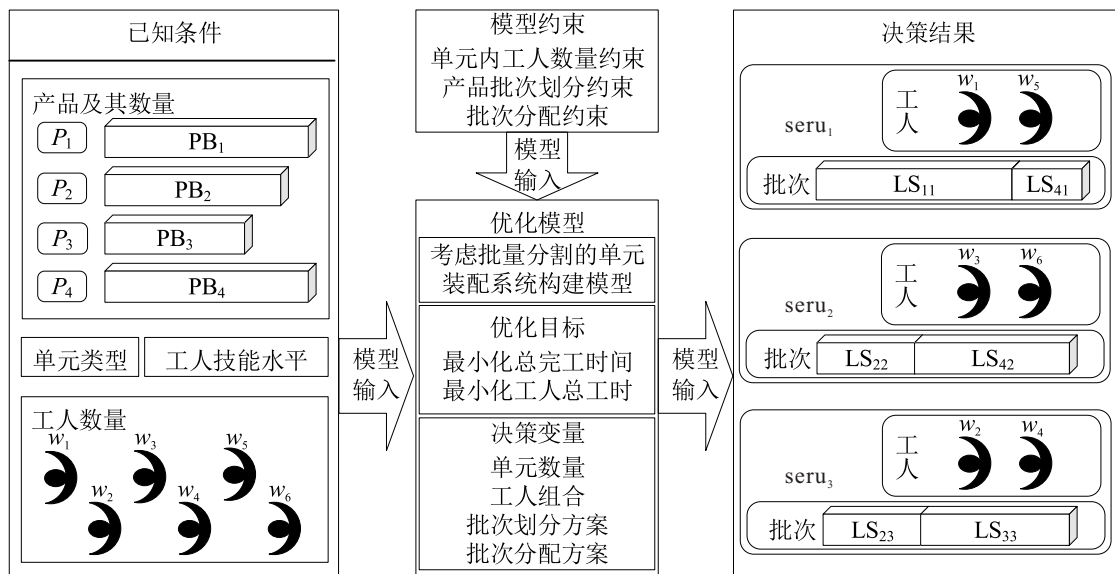 已知条件
产品及其数量
P₁ PB₁
P₂ PB₂
P₃ PB₃
P₄ PB₄
单元类型 工人技能水平
工人数量
w₁ w₃ w₅
w₂ w₄ w₆
模型
输入
模型约束
单元内工人数量约束
产品批次划分约束
批次分配约束
模型
输入
优化模型
考虑批量分割的单元
装配系统构建模型
优化目标
最小化总完工时间
最小化工人总工时
决策变量
单元数量
工人组合
批次划分方案
批次分配方案
模型
输入
决策结果
seru₁
工人
w₁ w₅
批次 LS₁₁ LS₄₁
seru₂
工人
w₃ w₆
批次 LS₂₂ LS₄₂
seru₃
工人
w₂ w₄
批次 LS₂₃ LS₃₃